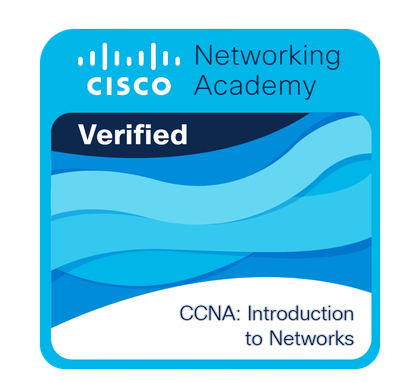 Networking
CISCO Academy
Verified
CCNA: Introduction
to Networks